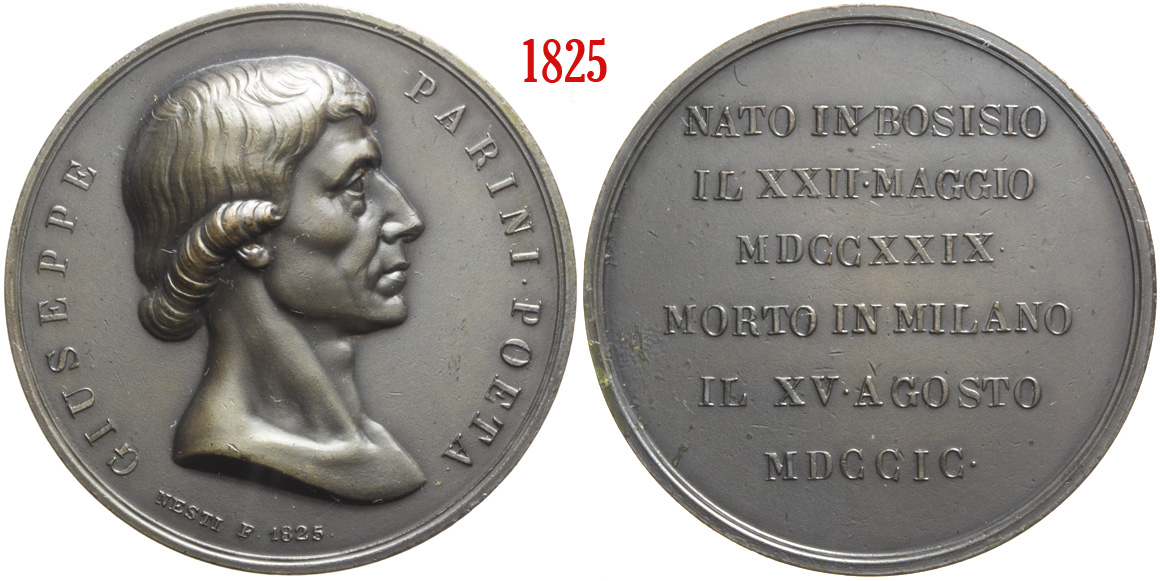 GIUSEPPE PARINI · POETA
NESTI F. 1825.
1825
NATO IN BOSISIO
IL XXII · MAGGIO
MDCCXXIX ·
MORTO IN MILANO
IL XV · AGOSTO
MDCCIC ·